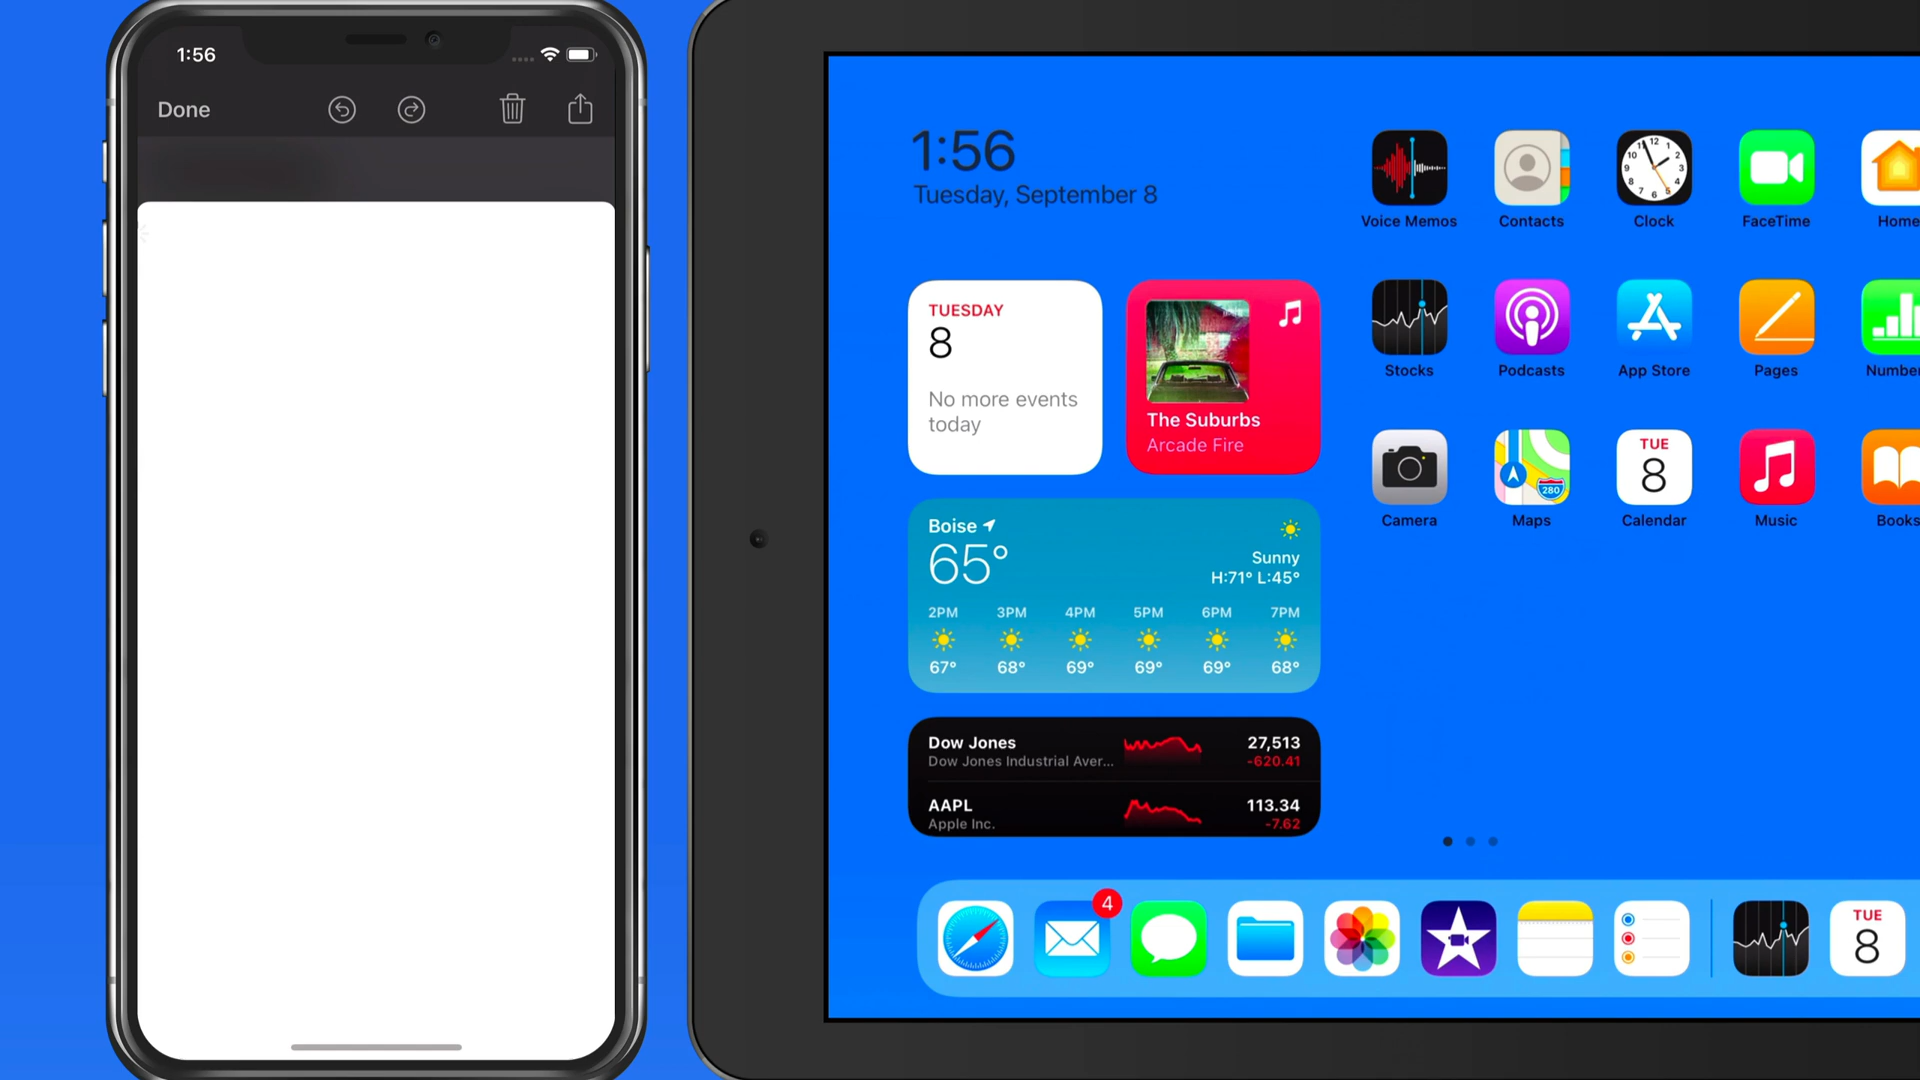 1:56
Done
1:56
Tuesday, September 8
TUESDAY
8
No more events
today
The Suburbs
Arcade Fire
Boise
65°
Sunny
H:71° L:45°
2PM 3PM 4PM 5PM 6PM 7PM
67° 68° 69° 69° 69° 68°
Dow Jones 27,513
Dow Jones Industrial Aver... -620.41
AAPL 113.34
Apple Inc. -7.62
Voice Memos Contacts Clock FaceTime Home
Stocks Podcasts App Store Pages Number
280
TUE
8
Camera Maps Calendar Music Books
4
TUE
8